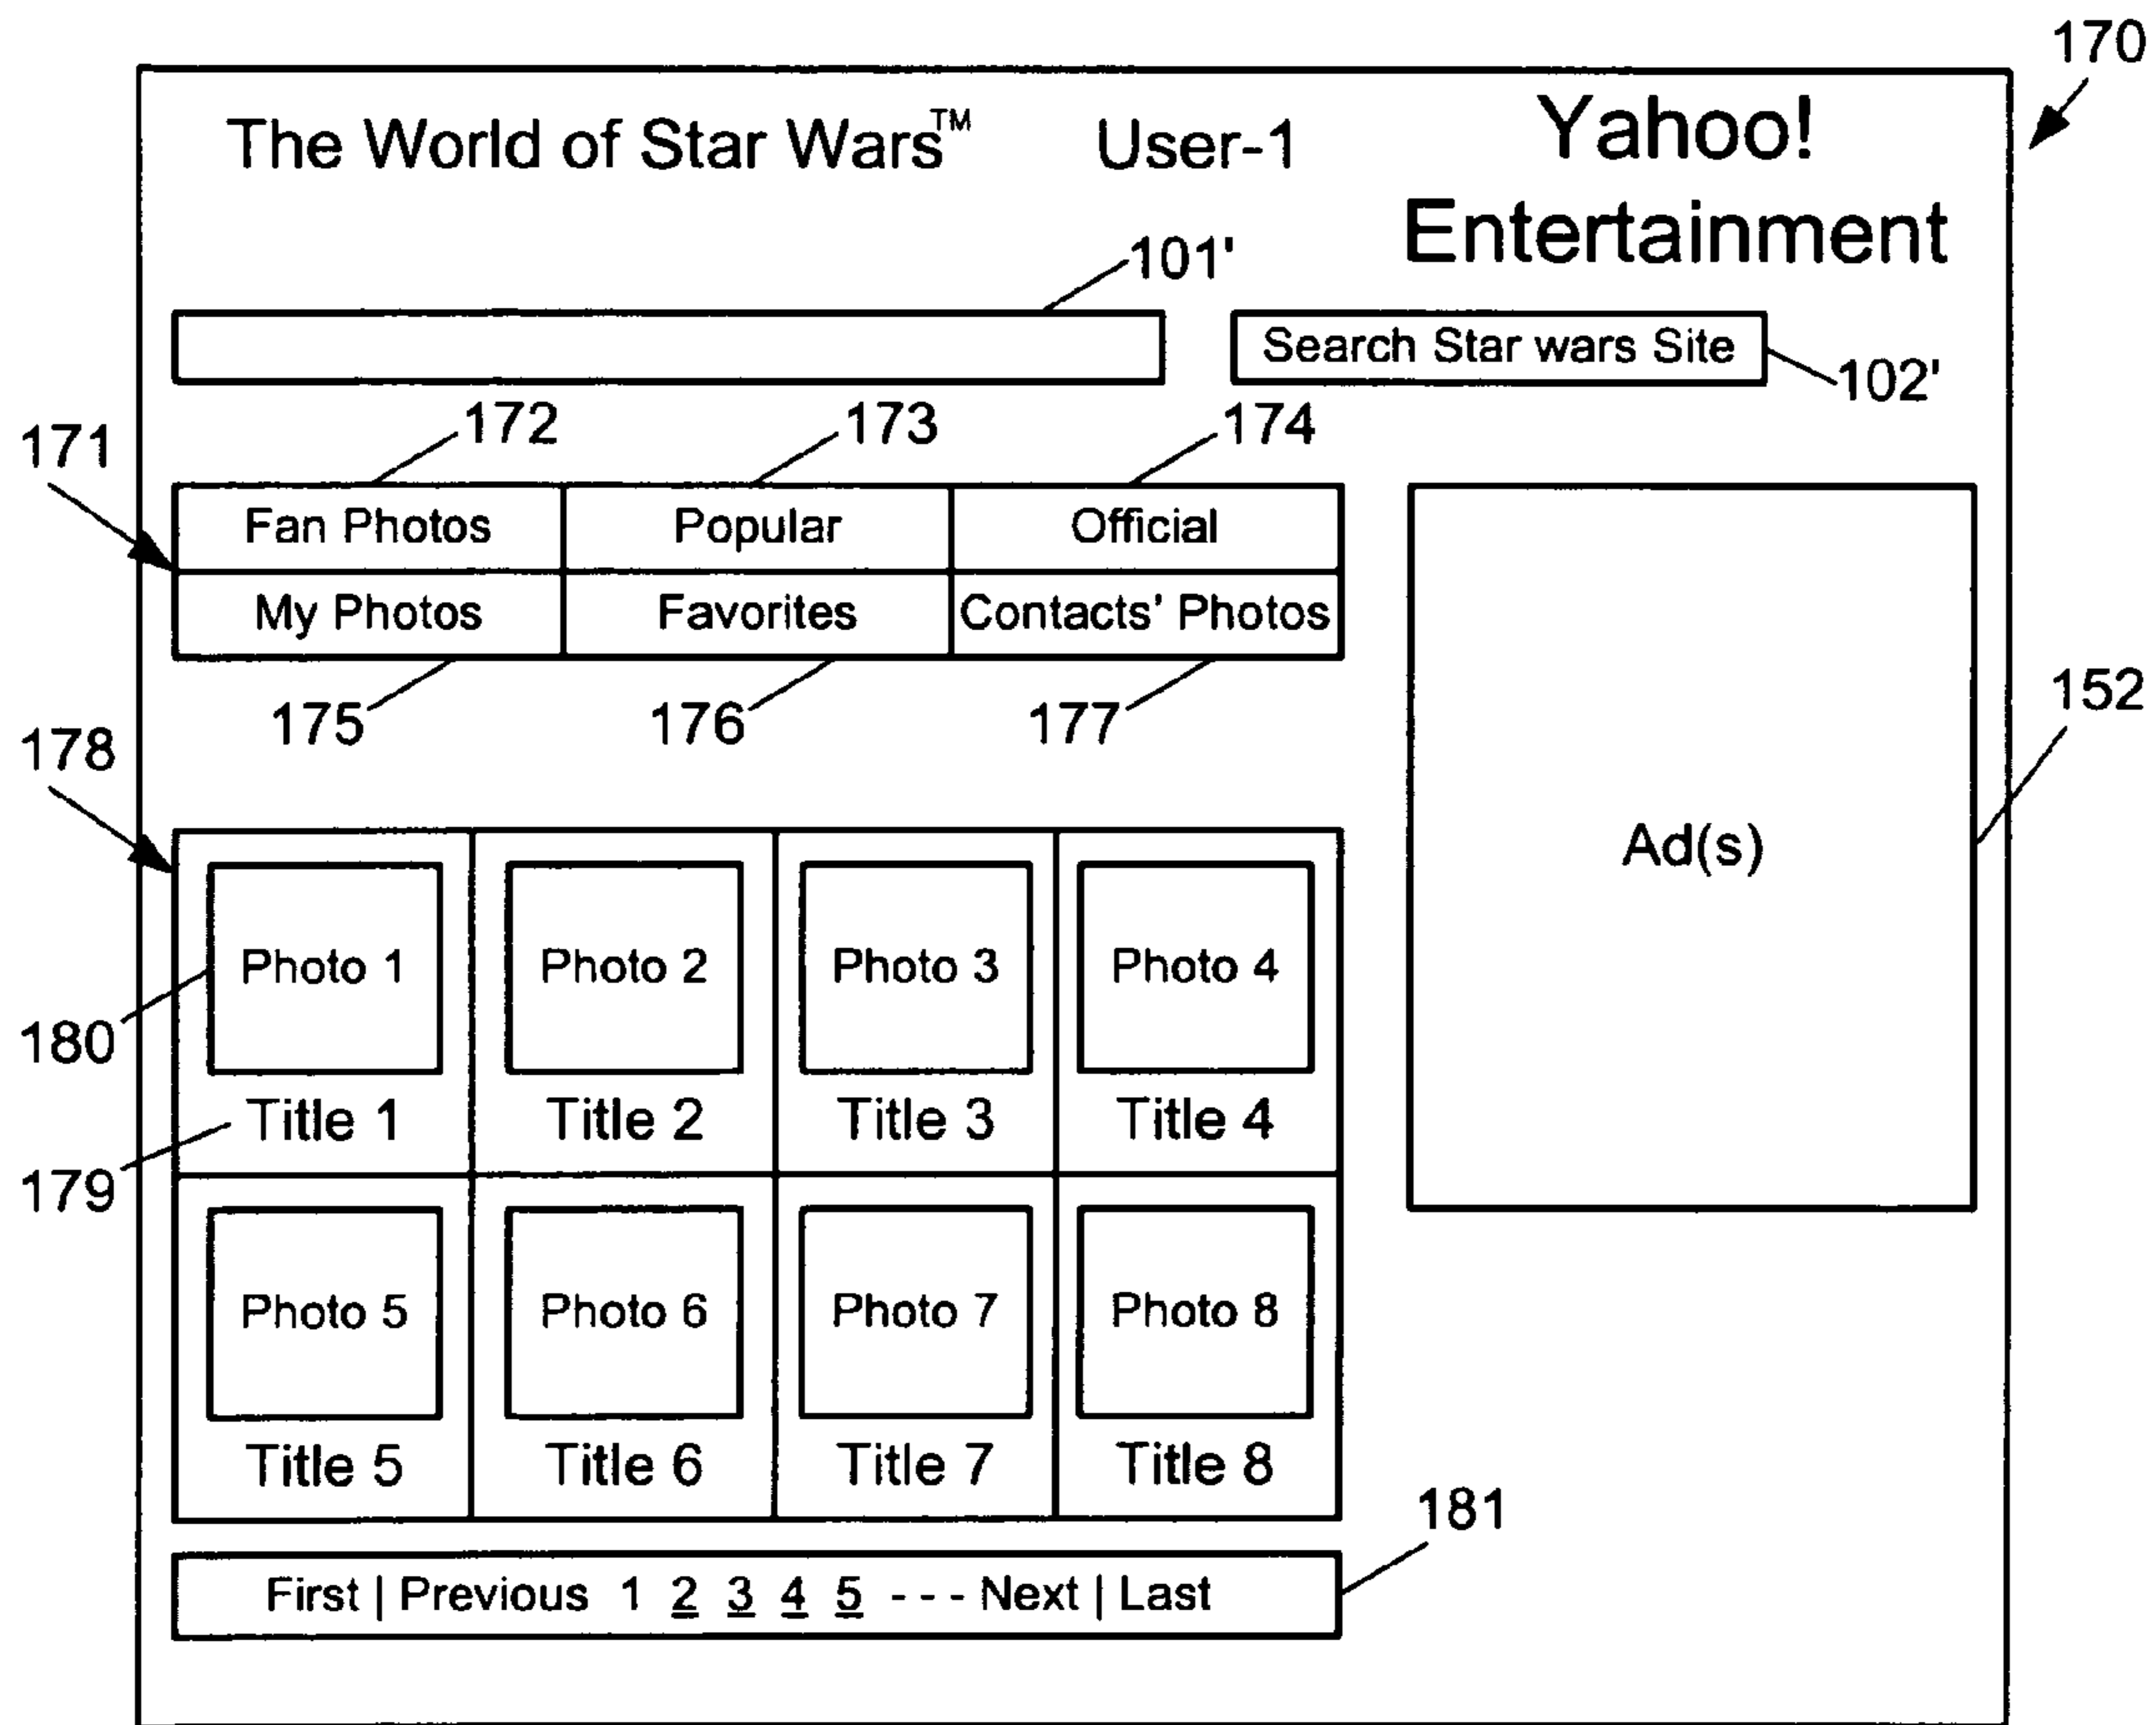 170
The World of Star Wars™ User-1 Yahoo!
Entertainment
101'
Search Star wars Site
102'
172 173 174
171
Fan Photos Popular Official
My Photos Favorites Contacts' Photos
175 176 177
152
178
Ad(s)
Photo 1 Photo 2 Photo 3 Photo 4
180
Title 1 Title 2 Title 3 Title 4
179
Photo 5 Photo 6 Photo 7 Photo 8
Title 5 Title 6 Title 7 Title 8
181
First | Previous 1 2 3 4 5 - - - Next | Last